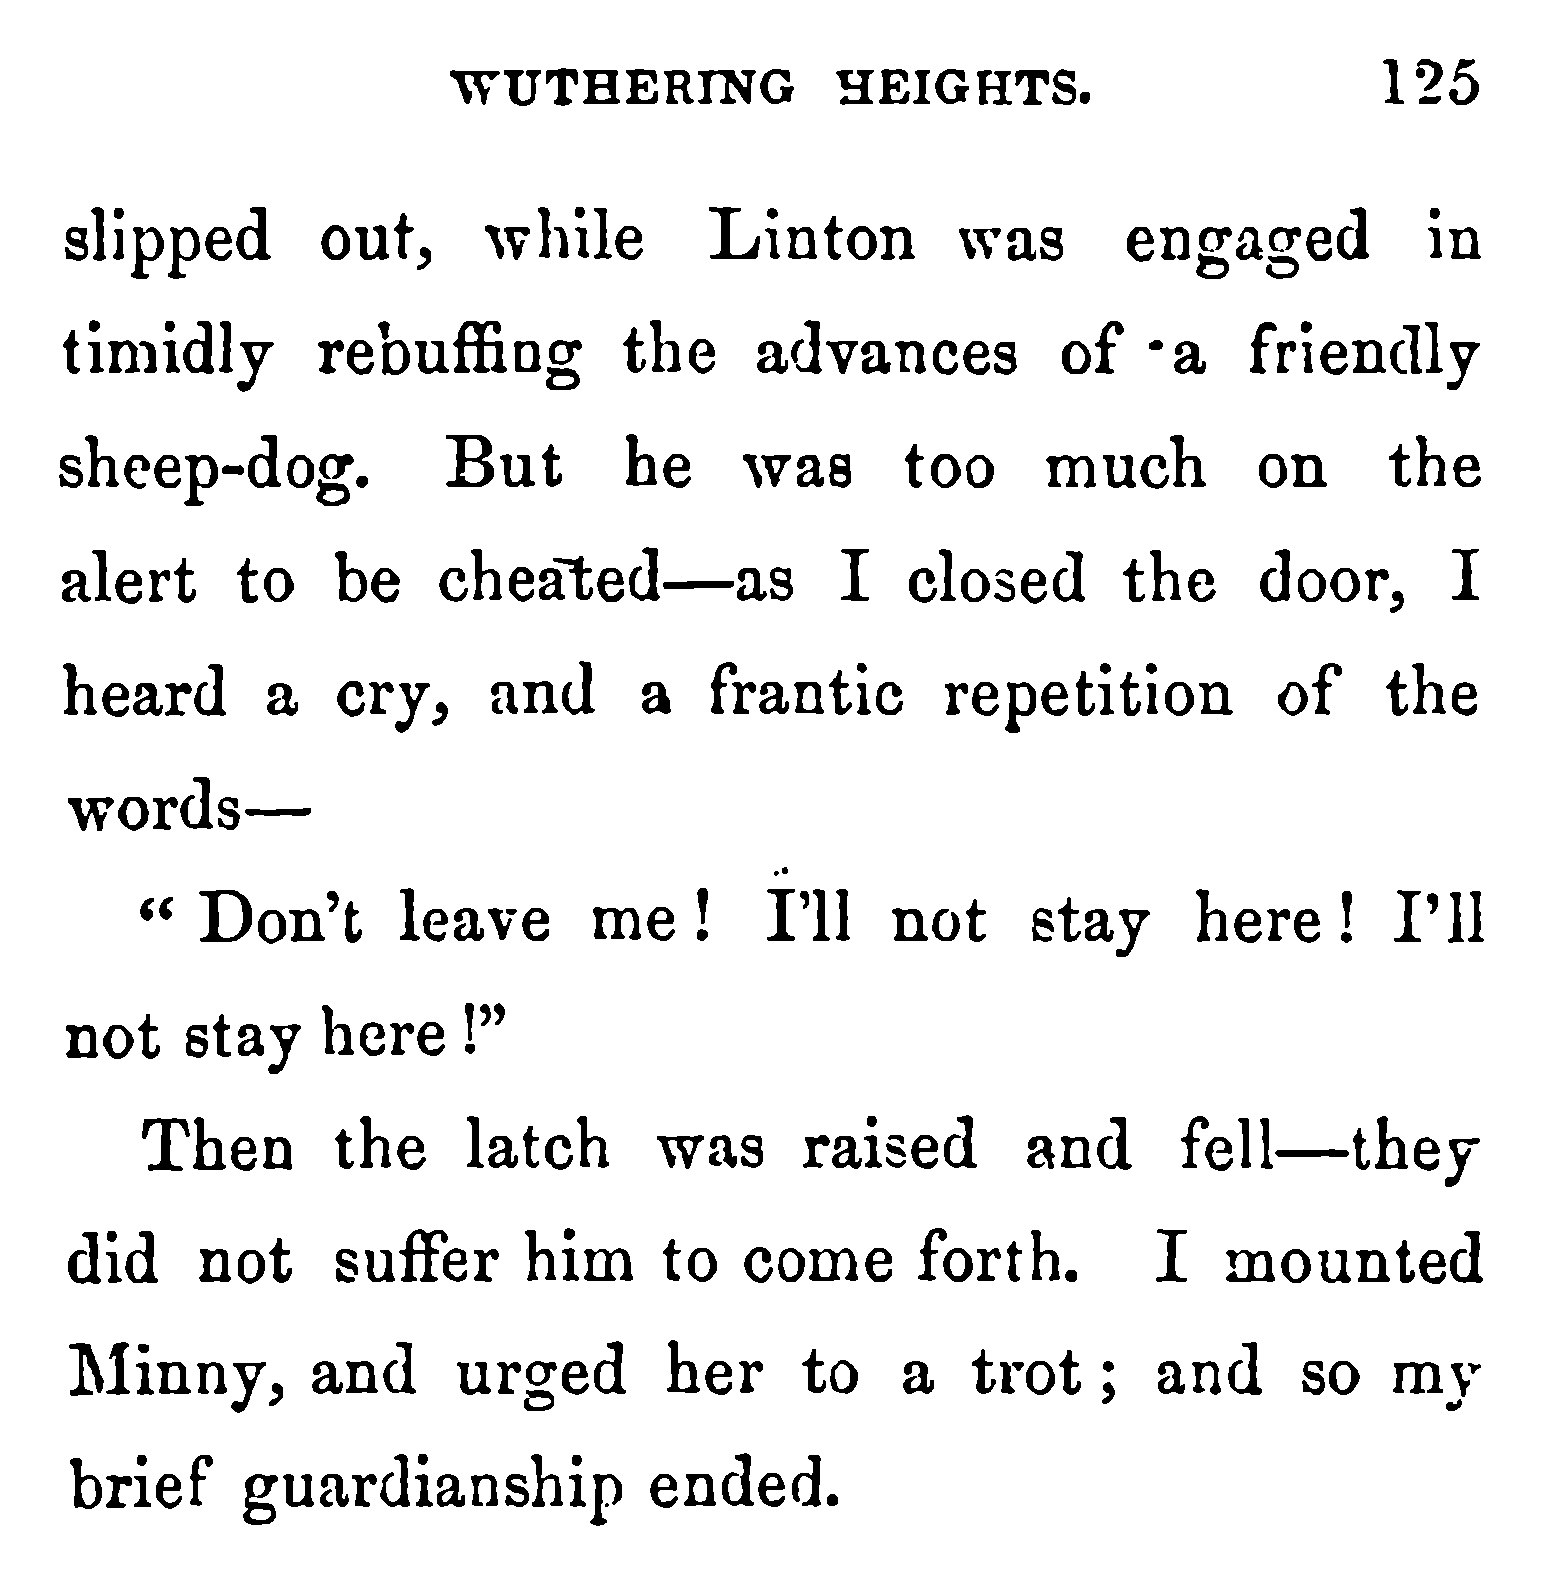 WUTHERING HEIGHTS. 125
slipped out, while Linton was engaged in
timidly rebuffing the advances of a friendly
sheep-dog. But he was too much on the
alert to be cheated—as I closed the door, I
heard a cry, and a frantic repetition of the
words—
“ Don’t leave me ! I’ll not stay here ! I’ll
not stay here !”
Then the latch was raised and fell—they
did not suffer him to come forth. I mounted
Minny, and urged her to a trot ; and so my
brief guardianship ended.